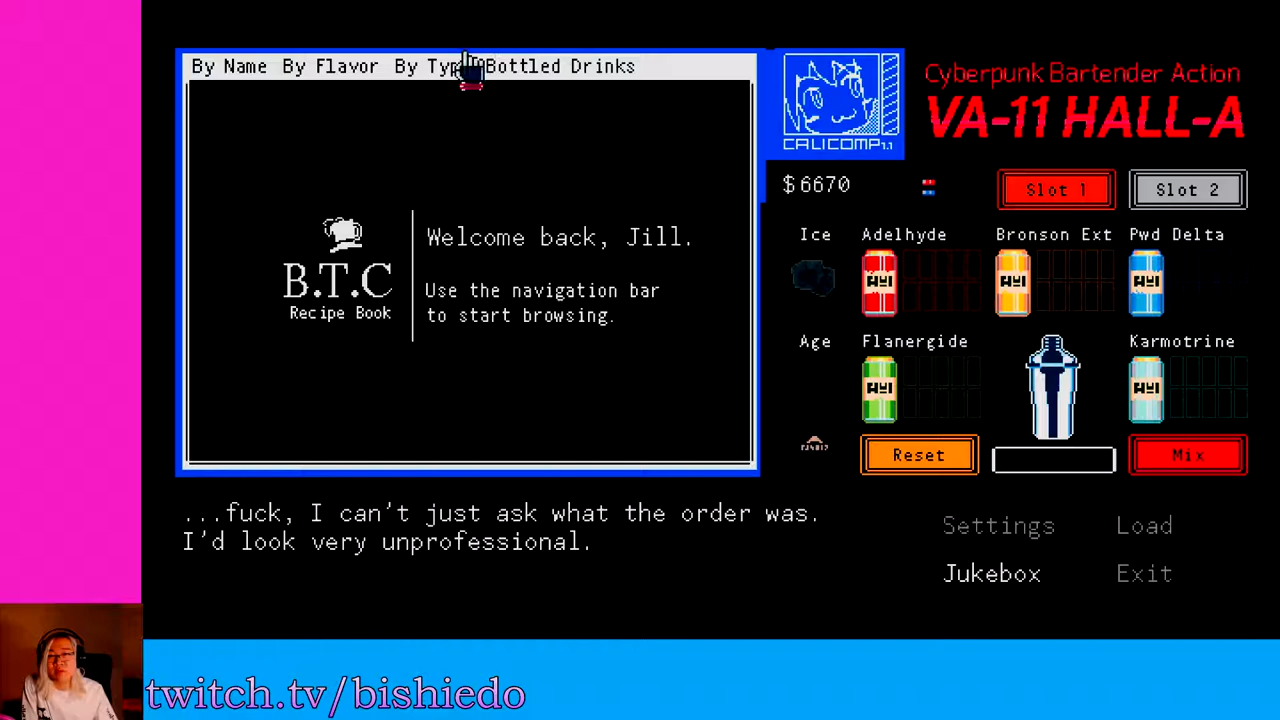 By Name By Flavor By Type Bottled Drinks
CALICOMP1.1
Cyberpunk Bartender Action
VA-11 HALL-A
$6670
Slot 1
Slot 2
Ice
Adelhyde
Bronson Ext
Pwd Delta
Welcome back, Jill.
B.T.C
Recipe Book
Use the navigation bar
to start browsing.
Age
Flanergide
Karmotrine
Reset
Mix
...fuck, I can't just ask what the order was.
I'd look very unprofessional.
Settings
Load
Jukebox
Exit
twitch.tv/bishiedo